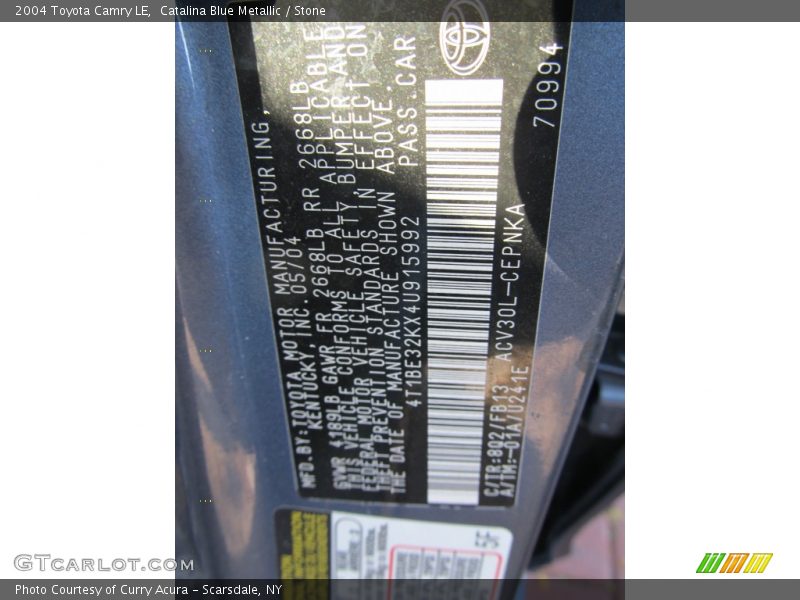 2004 Toyota Camry LE,  Catalina Blue Metallic / Stone
MFD.BY:TOYOTA MOTOR MANUFACTURING,
KENTUCKY, INC. 05/04
GVWR 4189LB GAWR FR 2668LB RR 2668LB
THIS VEHICLE CONFORMS TO ALL APPLICABLE
FEDERAL MOTOR VEHICLE SAFETY, BUMPER AND
THEFT PREVENTION STANDARDS IN EFFECT ON
THE DATE OF MANUFACTURE SHOWN ABOVE.
4T1BE32KX4U915992 PASS.CAR
C/TR:8Q2/FB13
A/TM:-01A/U241E ACV30L-CEPNKA
70994
GTCARLOT.COM
Photo Courtesy of Curry Acura - Scarsdale, NY